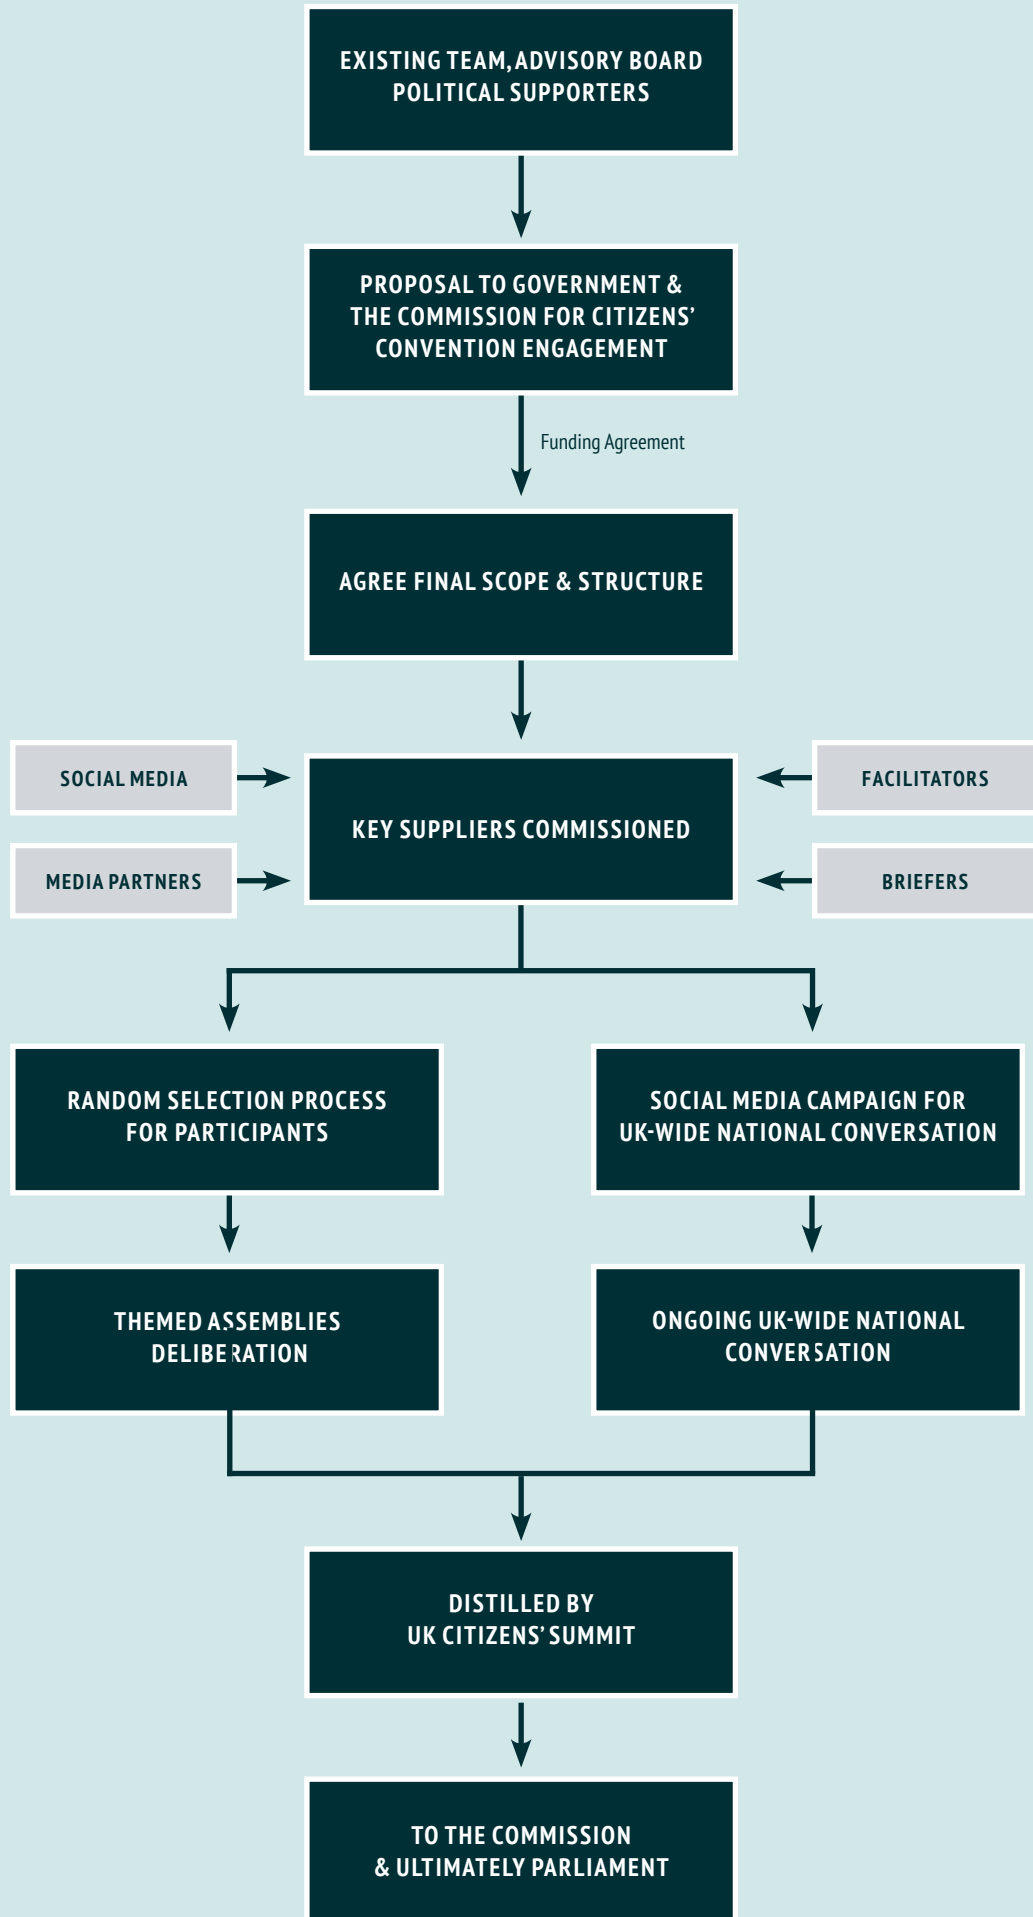 EXISTING TEAM, ADVISORY BOARD
POLITICAL SUPPORTERS
PROPOSAL TO GOVERNMENT &
THE COMMISSION FOR CITIZENS'
CONVENTION ENGAGEMENT
Funding Agreement
AGREE FINAL SCOPE & STRUCTURE
SOCIAL MEDIA
MEDIA PARTNERS
KEY SUPPLIERS COMMISSIONED
FACILITATORS
BRIEFERS
RANDOM SELECTION PROCESS
FOR PARTICIPANTS
SOCIAL MEDIA CAMPAIGN FOR
UK-WIDE NATIONAL CONVERSATION
THEMED ASSEMBLIES
DELIBERATION
ONGOING UK-WIDE NATIONAL
CONVERSATION
DISTILLED BY
UK CITIZENS' SUMMIT
TO THE COMMISSION
& ULTIMATELY PARLIAMENT